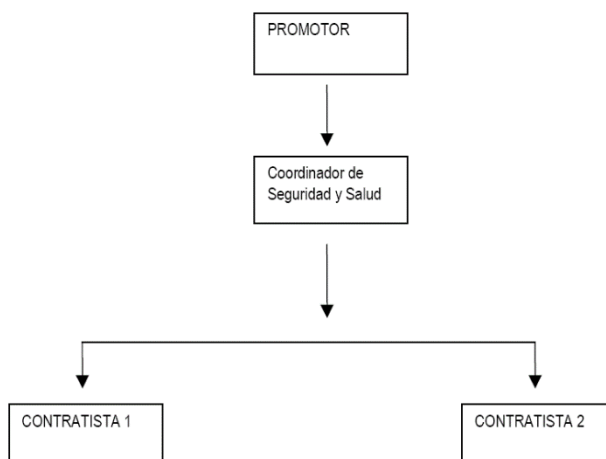 PROMOTOR
Coordinador de
Seguridad y Salud
CONTRATISTA 1
CONTRATISTA 2